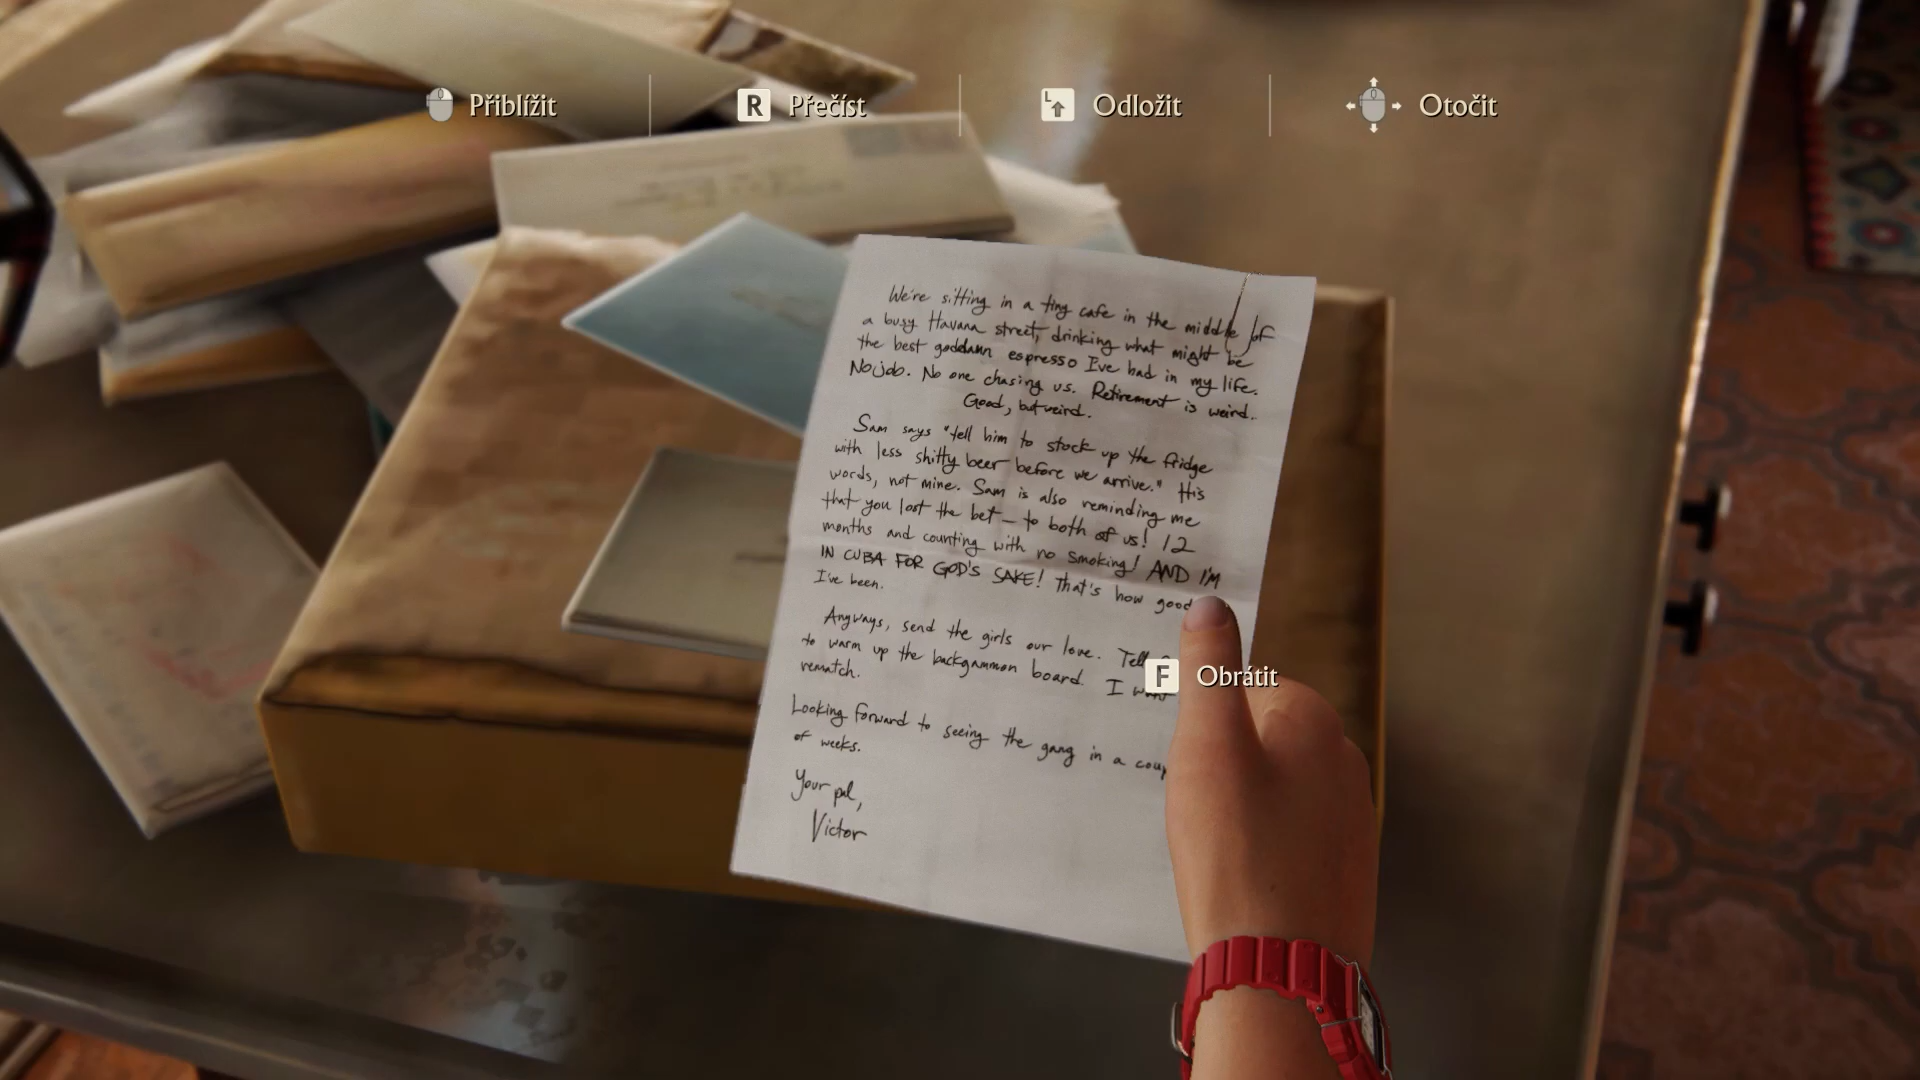 Přiblížit
R Přečíst
L Odložit
Otočit
We're sitting in a tiny cafe in the middle of
a busy Havana street, drinking what might be
the best goddamn espresso I've had in my life.
No job. No one chasing us. Retirement is weird.
Good, but weird.
Sam says "tell him to stock up the fridge
with less shitty beer before we arrive." His
words, not mine. Sam is also reminding me
that you lost the bet — to both of us! 12
months and counting with no smoking! AND I'M
IN CUBA FOR GOD'S SAKE! That's how good
I've been.
Anyways, send the girls our love. Tell
to warm up the backgammon board. I want
rematch.
F Obrátit
Looking forward to seeing the gang in a coup
of weeks.
Your pal,
Victor